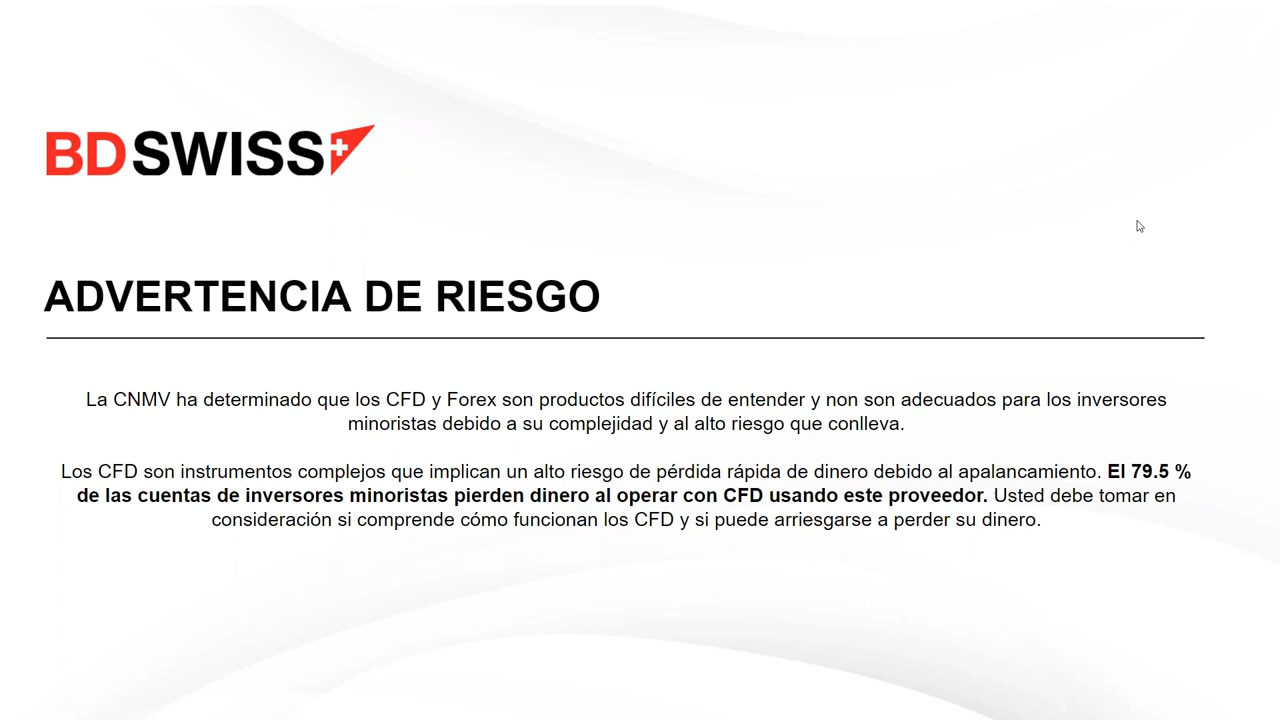 BDSWISS
ADVERTENCIA DE RIESGO
La CNMV ha determinado que los CFD y Forex son productos difíciles de entender y non son adecuados para los inversores
minoristas debido a su complejidad y al alto riesgo que conlleva.
Los CFD son instrumentos complejos que implican un alto riesgo de pérdida rápida de dinero debido al apalancamiento. El 79.5 %
de las cuentas de inversores minoristas pierden dinero al operar con CFD usando este proveedor. Usted debe tomar en
consideración si comprende cómo funcionan los CFD y si puede arriesgarse a perder su dinero.